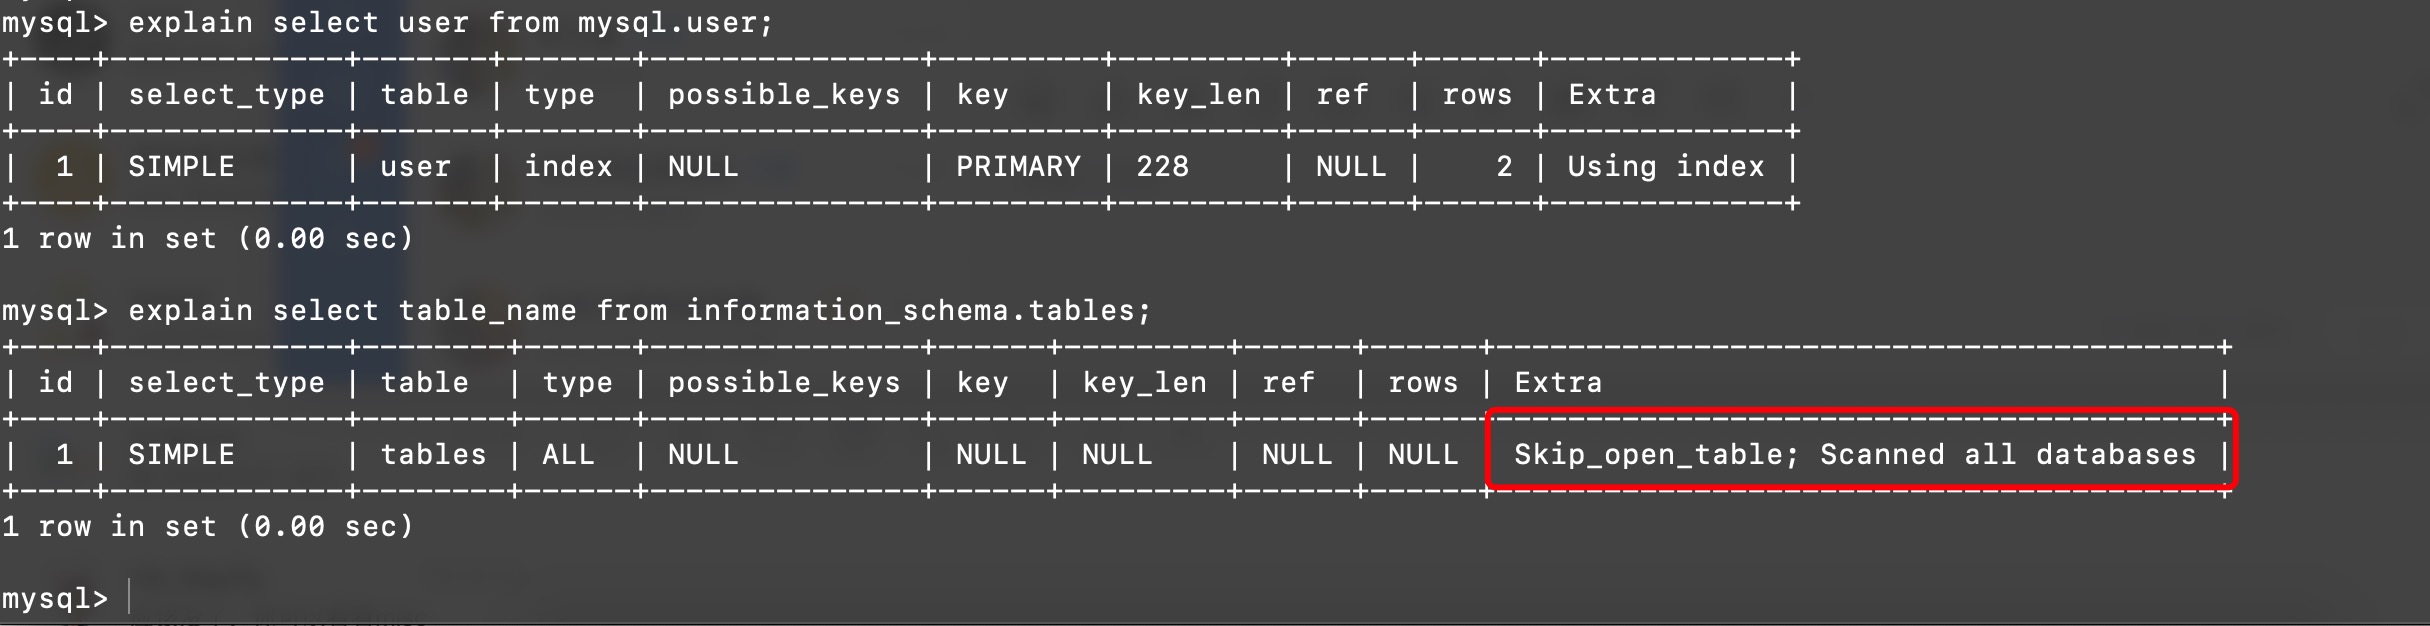 mysql> explain select user from mysql.user;
+----+-------------+-------+-------+---------------+---------+---------+------+------+-------------+
| id | select_type | table | type  | possible_keys | key     | key_len | ref  | rows | Extra       |
+----+-------------+-------+-------+---------------+---------+---------+------+------+-------------+
|  1 | SIMPLE      | user  | index | NULL          | PRIMARY | 228     | NULL |    2 | Using index |
+----+-------------+-------+-------+---------------+---------+---------+------+------+-------------+
1 row in set (0.00 sec)

mysql> explain select table_name from information_schema.tables;
+----+-------------+--------+------+---------------+------+---------+------+------+----------------------------------------+
| id | select_type | table  | type | possible_keys | key  | key_len | ref  | rows | Extra                                  |
+----+-------------+--------+------+---------------+------+---------+------+------+----------------------------------------+
|  1 | SIMPLE      | tables | ALL  | NULL          | NULL | NULL    | NULL | NULL | Skip_open_table; Scanned all databases |
+----+-------------+--------+------+---------------+------+---------+------+------+----------------------------------------+
1 row in set (0.00 sec)

mysql>